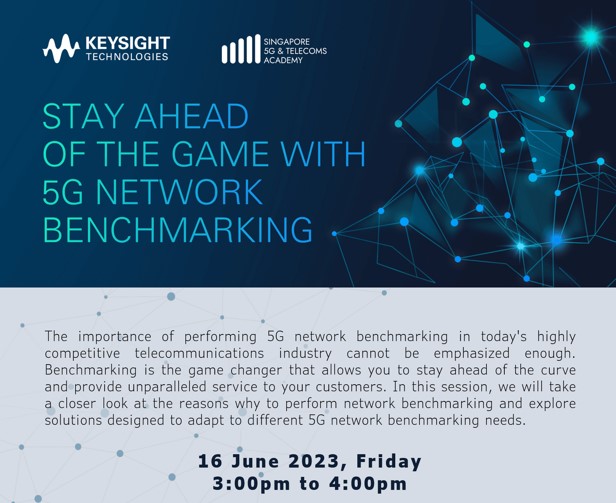 KEYSIGHT
TECHNOLOGIES
SINGAPORE
5G & TELECOMS
ACADEMY
STAY AHEAD
OF THE GAME WITH
5G NETWORK
BENCHMARKING
The importance of performing 5G network benchmarking in today's highly
competitive telecommunications industry cannot be emphasized enough.
Benchmarking is the game changer that allows you to stay ahead of the curve
and provide unparalleled service to your customers. In this session, we will take
a closer look at the reasons why to perform network benchmarking and explore
solutions designed to adapt to different 5G network benchmarking needs.
16 June 2023, Friday
3:00pm to 4:00pm